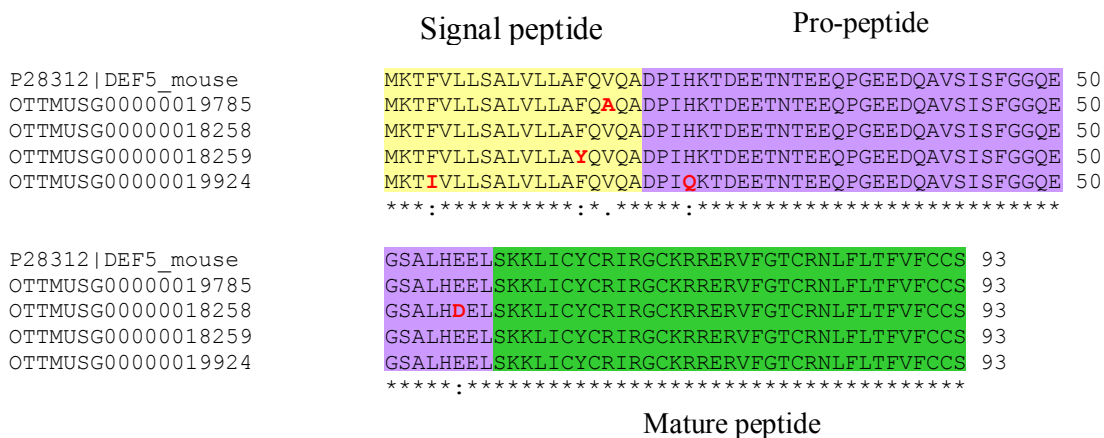 Signal peptide Pro-peptide
P28312|DEF5_mouse MKTFVLLSALVLLAFQVQADPIHKTDEETNTEEQPGEEDQAVSISFGGQE 50
OTTMUSG00000019785 MKTFVLLSALVLLAFQAQADPIHKTDEETNTEEQPGEEDQAVSISFGGQE 50
OTTMUSG00000018258 MKTFVLLSALVLLAFQVQADPIHKTDEETNTEEQPGEEDQAVSISFGGQE 50
OTTMUSG00000018259 MKTFVLLSALVLLAYQVQADPIHKTDEETNTEEQPGEEDQAVSISFGGQE 50
OTTMUSG00000019924 MKTIVLLSALVLLAFQVQADPIQKTDEETNTEEQPGEEDQAVSISFGGQE 50
***:**********:*.*****:***************************
P28312|DEF5_mouse GSALHEELSKKLICYCRIRGCKRRERVFGTCRNLFLTFVFCCS 93
OTTMUSG00000019785 GSALHEELSKKLICYCRIRGCKRRERVFGTCRNLFLTFVFCCS 93
OTTMUSG00000018258 GSALHDELSKKLICYCRIRGCKRRERVFGTCRNLFLTFVFCCS 93
OTTMUSG00000018259 GSALHEELSKKLICYCRIRGCKRRERVFGTCRNLFLTFVFCCS 93
OTTMUSG00000019924 GSALHEELSKKLICYCRIRGCKRRERVFGTCRNLFLTFVFCCS 93
*****:*************************************
Mature peptide